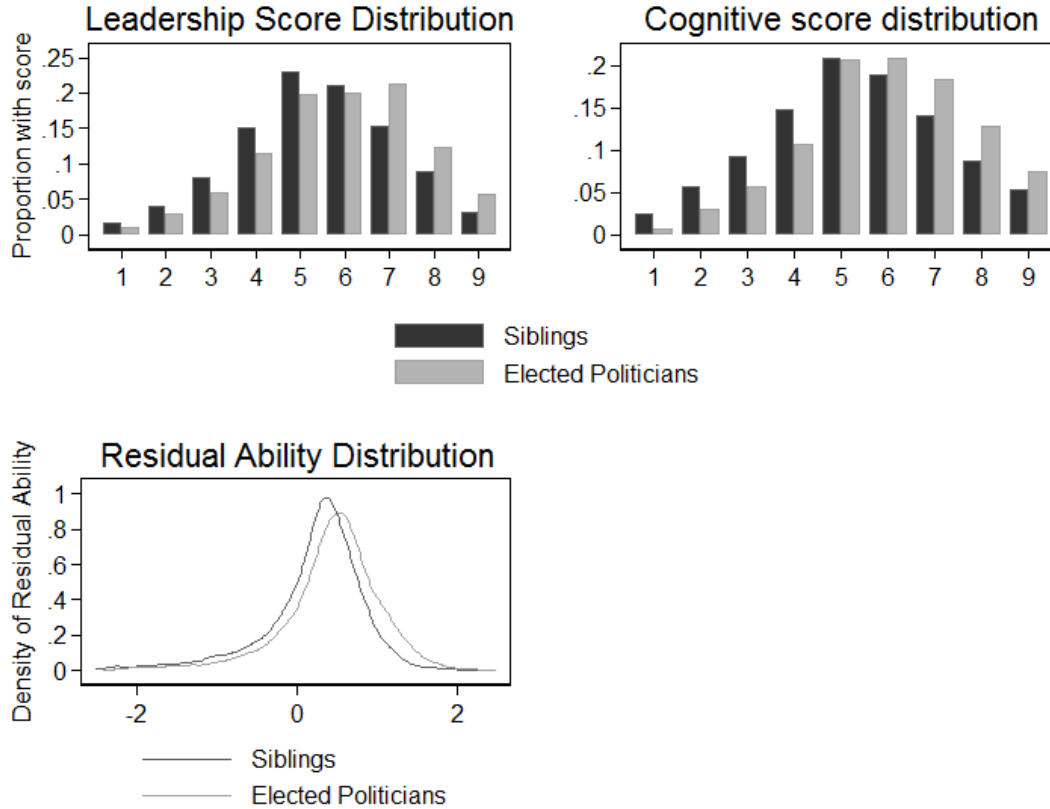 Leadership Score Distribution
Proportion with score
.25
.2
.15
.1
.05
0
1 2 3 4 5 6 7 8 9
Cognitive score distribution
.2
.15
.1
.05
0
1 2 3 4 5 6 7 8 9
Siblings
Elected Politicians
Residual Ability Distribution
Density of Residual Ability
1
.8
.6
.4
.2
0
-2 0 2
Siblings
Elected Politicians